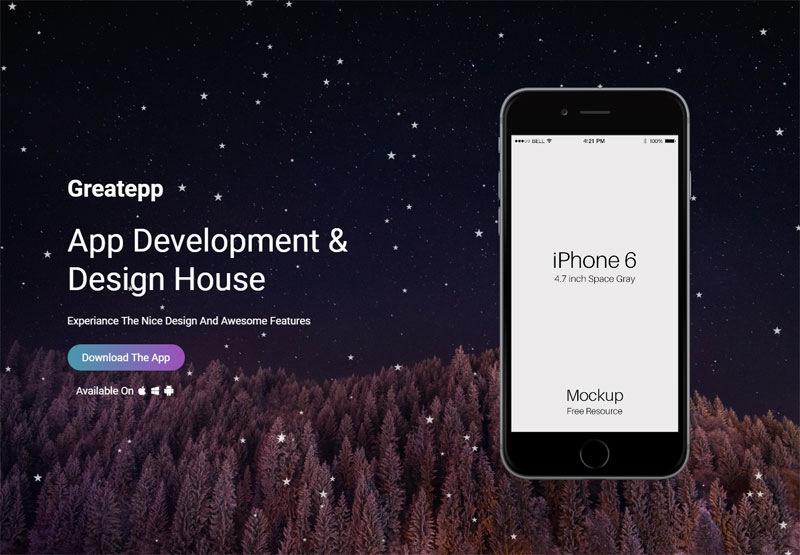 Greatepp
App Development &
Design House
Experiance The Nice Design And Awesome Features
Download The App
Available On
BELL 4:21 PM 100%
iPhone 6
4.7 inch Space Gray
Mockup
Free Resource